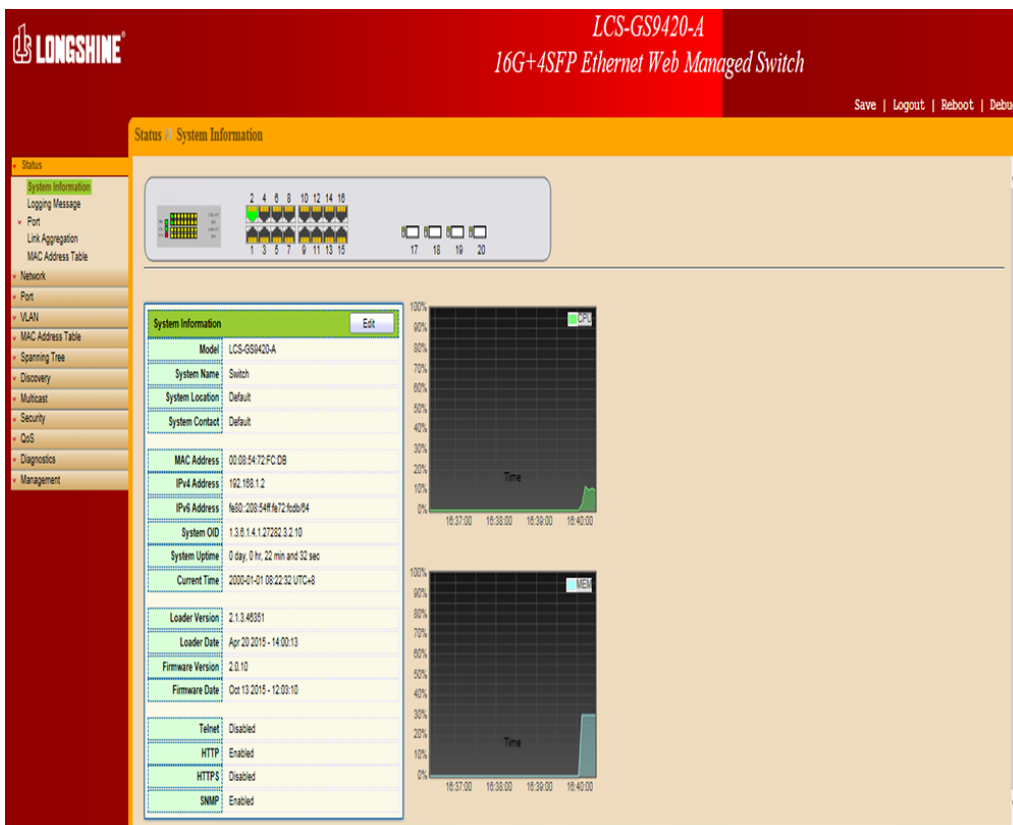 LONGSHINE®
LCS-GS9420-A
16G+4SFP Ethernet Web Managed Switch
Save | Logout | Reboot |
Status // System Information
Status
System Information
Logging Message
Port
Link Aggregation
MAC Address Table
Network
Port
VLAN
MAC Address Table
Spanning Tree
Discovery
Multicast
Security
QoS
Diagnostics
Management
2 4 6 8 10 12 14 16
1 3 5 7 9 11 13 15
17 18 19 20
System Information Edit
Model LCS-GS9420-A
System Name Switch
System Location Default
System Contact Default
MAC Address 00:08:54:72:FC:DB
IPv4 Address 192.168.1.2
IPv6 Address fe80::208:54ff:fe72:fcdb/64
System OID 1.3.6.1.4.1.27282.3.2.10
System Uptime 0 day, 0 hr, 22 min and 32 sec
Current Time 2000-01-01 08:22:32 UTC+8
Loader Version 2.1.3.46351
Loader Date Apr 20 2015 - 14:00:13
Firmware Version 2.0.10
Firmware Date Oct 13 2015 - 12:03:10
Telnet Disabled
HTTP Enabled
HTTPS Disabled
SNMP Enabled
100%
90%
80%
70%
60%
50%
40%
30%
20%
10%
0%
CPU
Time
16:37:00 16:38:00 16:39:00 16:40:00
100%
90%
80%
70%
60%
50%
40%
30%
20%
10%
0%
MEM
Time
16:37:00 16:38:00 16:39:00 16:40:00